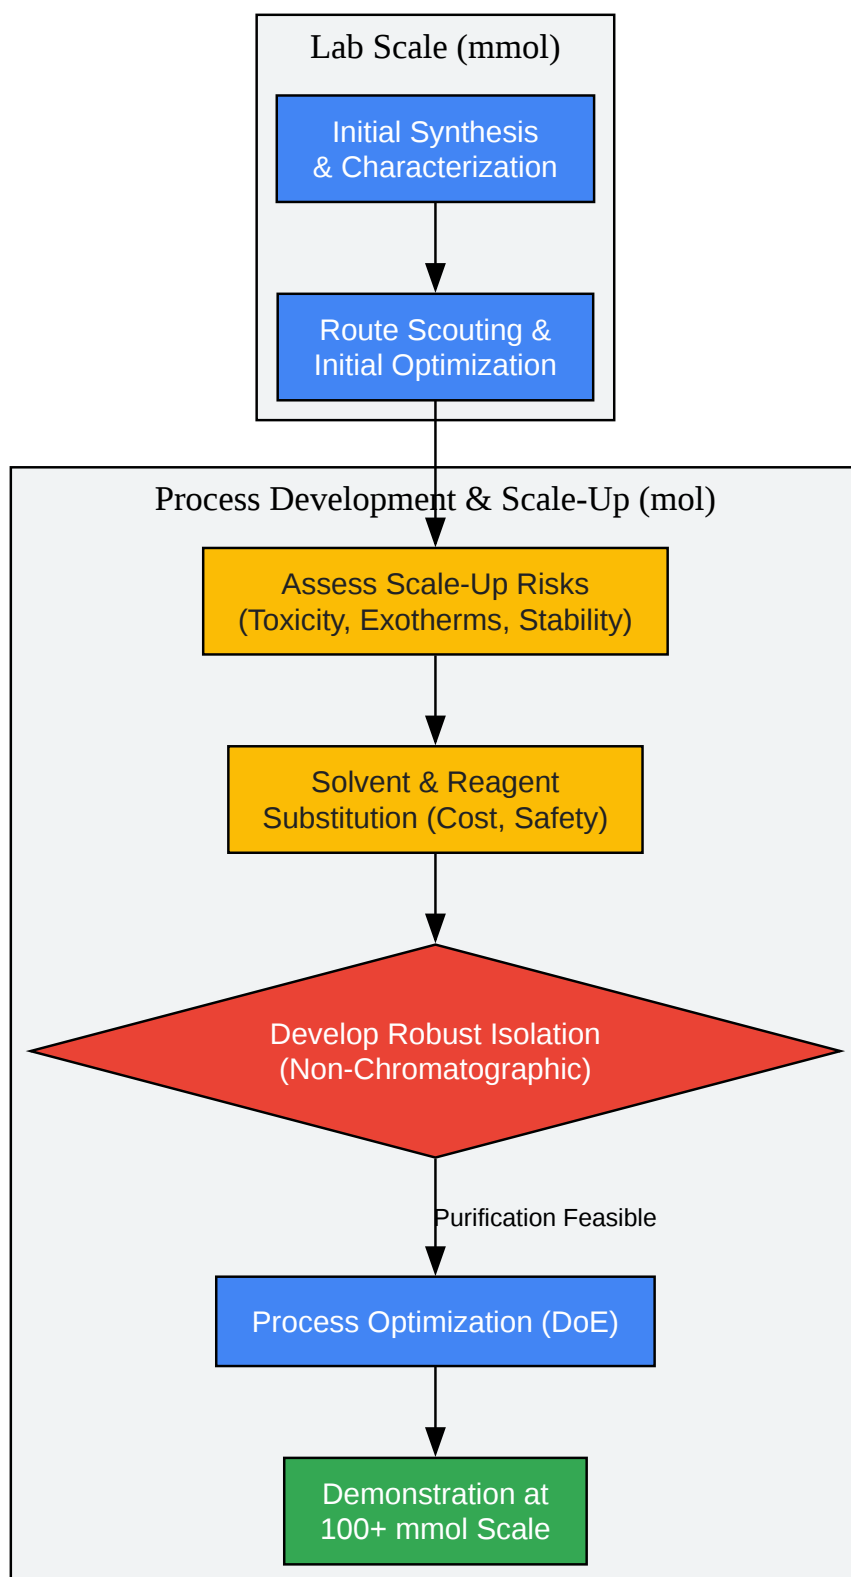 Lab Scale (mmol)
Initial Synthesis
& Characterization
Route Scouting &
Initial Optimization
Process Development & Scale-Up (mol)
Assess Scale-Up Risks
(Toxicity, Exotherms, Stability)
Solvent & Reagent
Substitution (Cost, Safety)
Develop Robust Isolation
(Non-Chromatographic)
Purification Feasible
Process Optimization (DoE)
Demonstration at
100+ mmol Scale